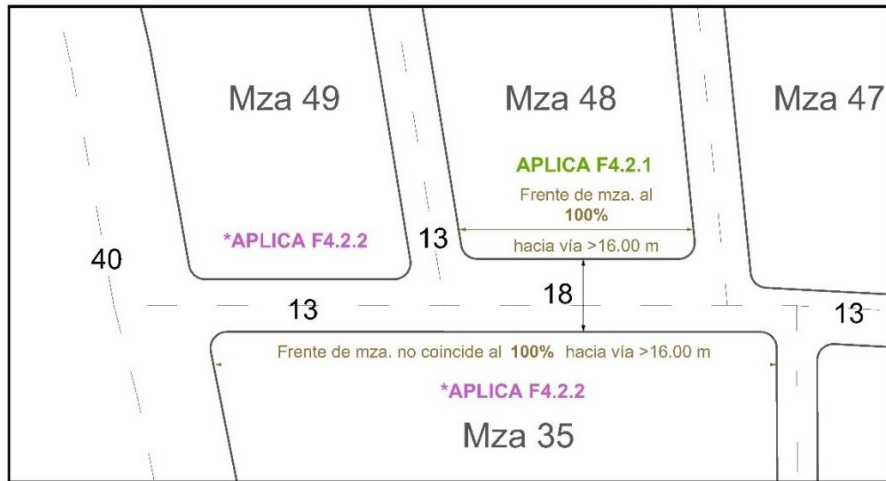 Mza 49
Mza 48
Mza 47
APLICA F4.2.1
Frente de mza. al
100%
hacia vía >16.00 m
*APLICA F4.2.2
13
40
18
13
13
Frente de mza. no coincide al 100% hacia vía >16.00 m
*APLICA F4.2.2
Mza 35